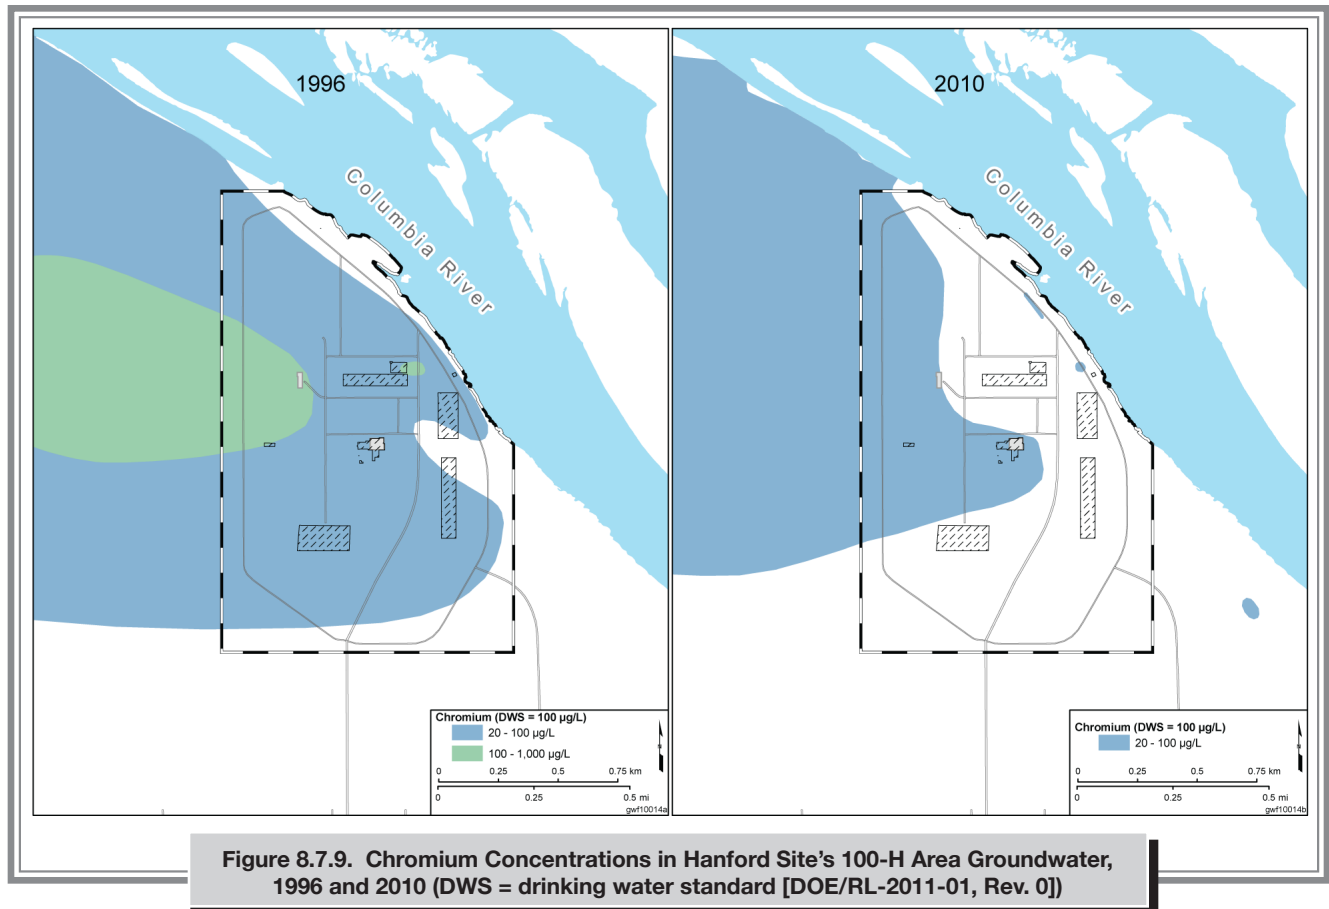 1996
Columbia River
Chromium (DWS = 100 µg/L)
20 - 100 µg/L
100 - 1,000 µg/L
0 0.25 0.5 0.75 km
0 0.25 0.5 mi
gwf10014a
2010
Columbia River
Chromium (DWS = 100 µg/L)
20 - 100 µg/L
0 0.25 0.5 0.75 km
0 0.25 0.5 mi
gwf10014b
Figure 8.7.9. Chromium Concentrations in Hanford Site's 100-H Area Groundwater,
1996 and 2010 (DWS = drinking water standard [DOE/RL-2011-01, Rev. 0])